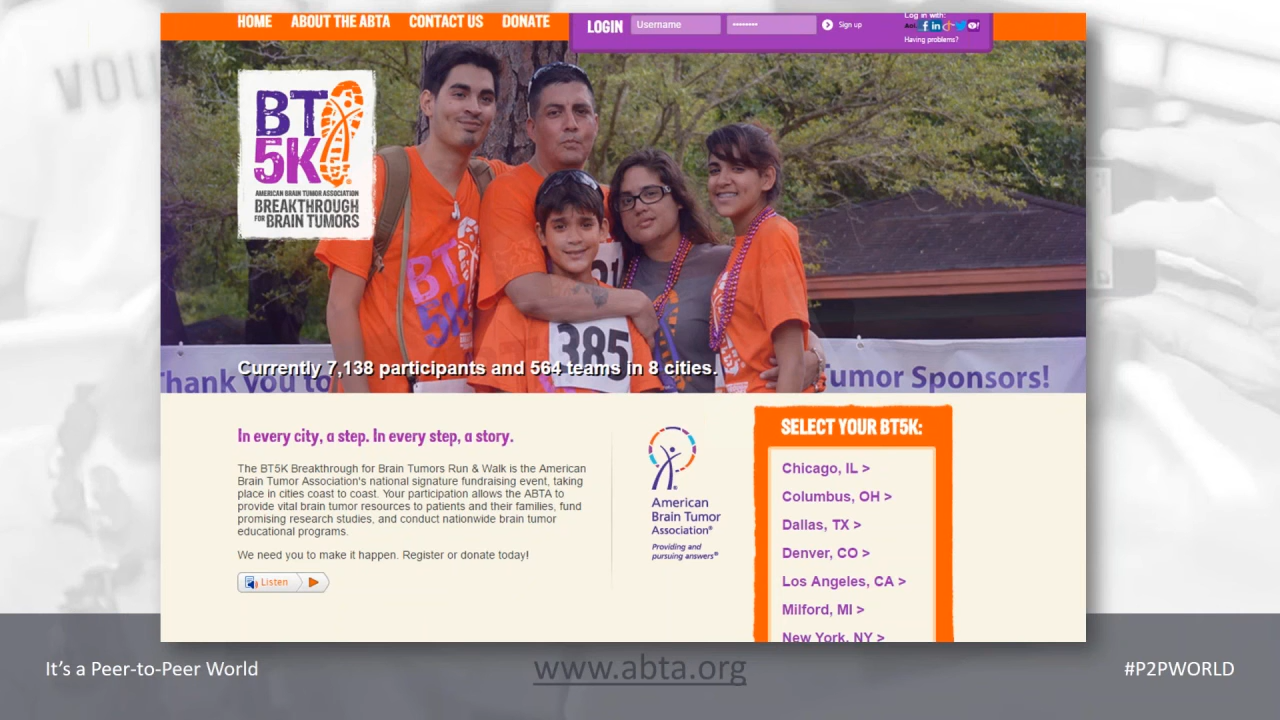 HOME ABOUT THE ABTA CONTACT US DONATE
LOGIN Username •••••••• Sign up
Log in with:
Having problems?
VOL
BT
5K
AMERICAN BRAIN TUMOR ASSOCIATION
BREAKTHROUGH
FOR BRAIN TUMORS
BT
5K
385
Thank you to
Tumor Sponsors!
Currently 7,138 participants and 564 teams in 8 cities.
In every city, a step. In every step, a story.
The BT5K Breakthrough for Brain Tumors Run & Walk is the American
Brain Tumor Association's national signature fundraising event, taking
place in cities coast to coast. Your participation allows the ABTA to
provide vital brain tumor resources to patients and their families, fund
promising research studies, and conduct nationwide brain tumor
educational programs.
We need you to make it happen. Register or donate today!
Listen
American
Brain Tumor
Association®
Providing and
pursuing answers®
SELECT YOUR BT5K:
Chicago, IL >
Columbus, OH >
Dallas, TX >
Denver, CO >
Los Angeles, CA >
Milford, MI >
New York, NY >
It's a Peer-to-Peer World
www.abta.org
#P2PWORLD